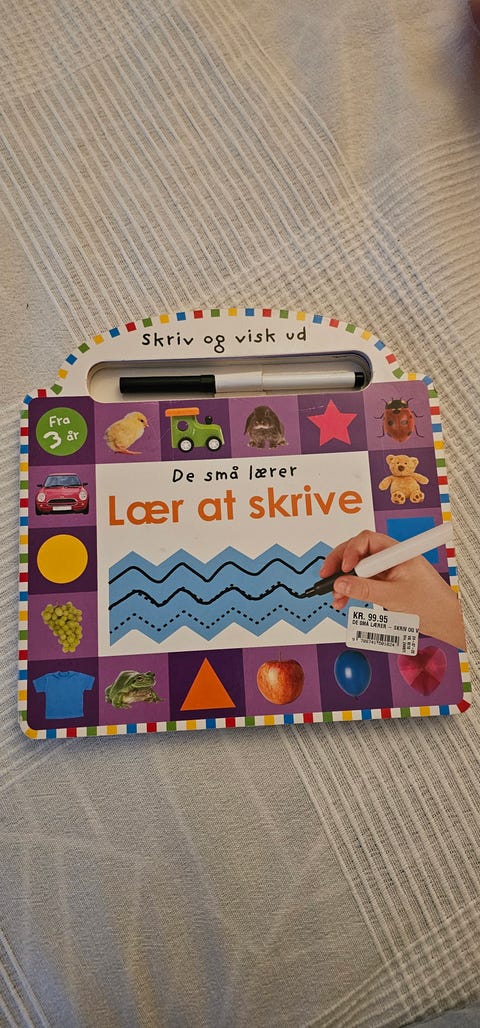 Skriv og visk ud
Fra
3 år
De små lærer
Lær at skrive
KR. 99.95
DE SMÅ LÆRER - SKRIV OG V